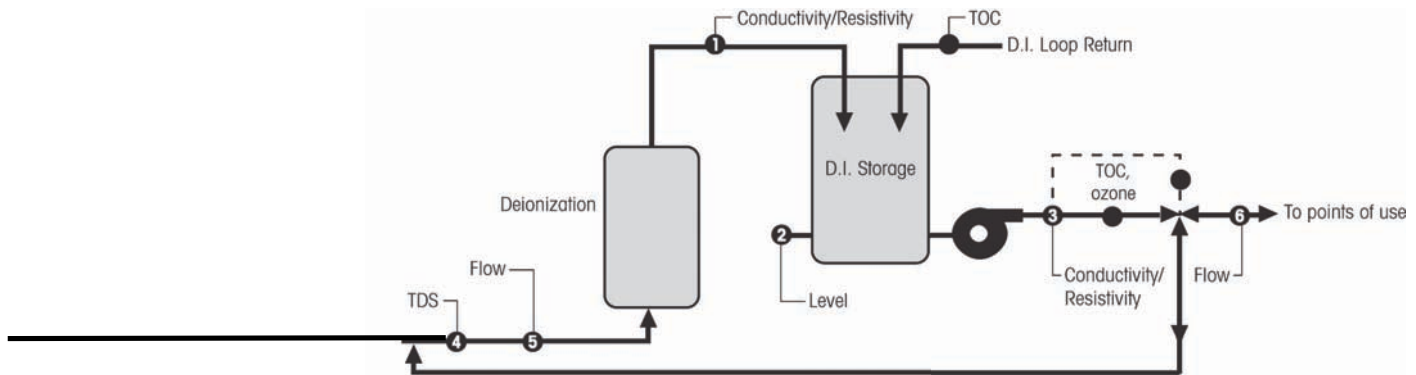 Conductivity/Resistivity
TOC
1
D.I. Loop Return
D.I. Storage
TOC,
ozone
Deionization
2
3
6
To points of use
Flow
Level
Conductivity/
Resistivity
Flow
TDS
4
5